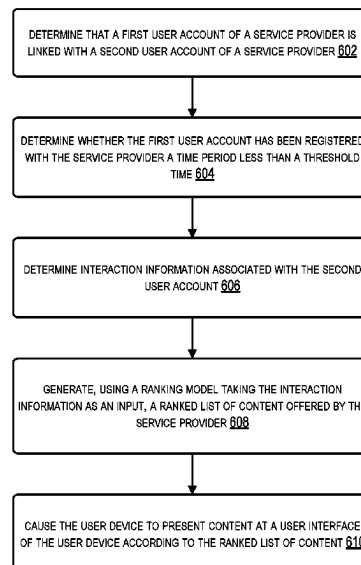 DETERMINE THAT A FIRST USER ACCOUNT OF A SERVICE PROVIDER IS
LINKED WITH A SECOND USER ACCOUNT OF A SERVICE PROVIDER 602
DETERMINE WHETHER THE FIRST USER ACCOUNT HAS BEEN REGISTERED
WITH THE SERVICE PROVIDER A TIME PERIOD LESS THAN A THRESHOLD
TIME 604
DETERMINE INTERACTION INFORMATION ASSOCIATED WITH THE SECOND
USER ACCOUNT 606
GENERATE, USING A RANKING MODEL TAKING THE INTERACTION
INFORMATION AS AN INPUT, A RANKED LIST OF CONTENT OFFERED BY TH
SERVICE PROVIDER 608
CAUSE THE USER DEVICE TO PRESENT CONTENT AT A USER INTERFACE
OF THE USER DEVICE ACCORDING TO THE RANKED LIST OF CONTENT 610